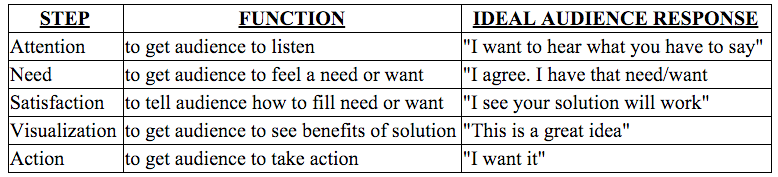 STEP FUNCTION IDEAL AUDIENCE RESPONSE
Attention to get audience to listen "I want to hear what you have to say"
Need to get audience to feel a need or want "I agree. I have that need/want
Satisfaction to tell audience how to fill need or want "I see your solution will work"
Visualization to get audience to see benefits of solution "This is a great idea"
Action to get audience to take action "I want it"